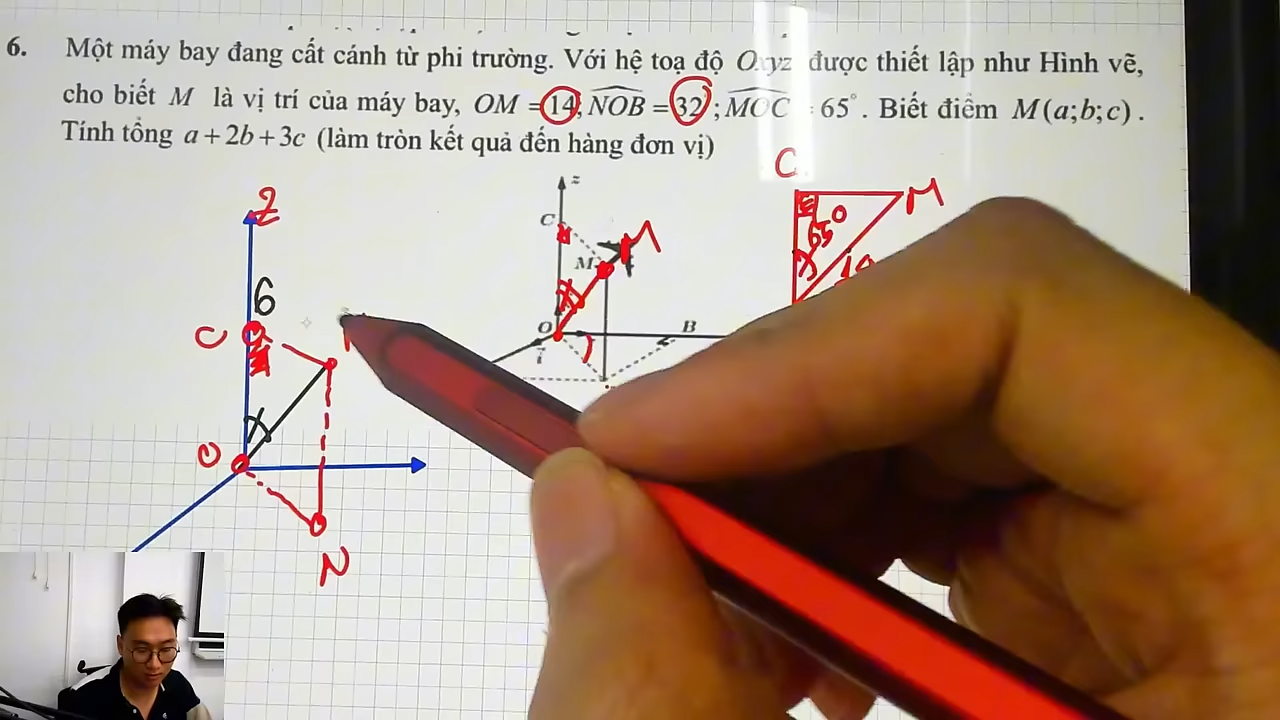 6. Một máy bay đang cất cánh từ phi trường. Với hệ toạ độ Oxyz được thiết lập như Hình vẽ,
cho biết M là vị trí của máy bay, OM = 14, NOB = 32°; MOC = 65°. Biết điểm M(a;b;c).
Tính tổng a + 2b + 3c (làm tròn kết quả đến hàng đơn vị)
z
C
M
M
O
i
B
C
M
65°
z
6
C
O
N